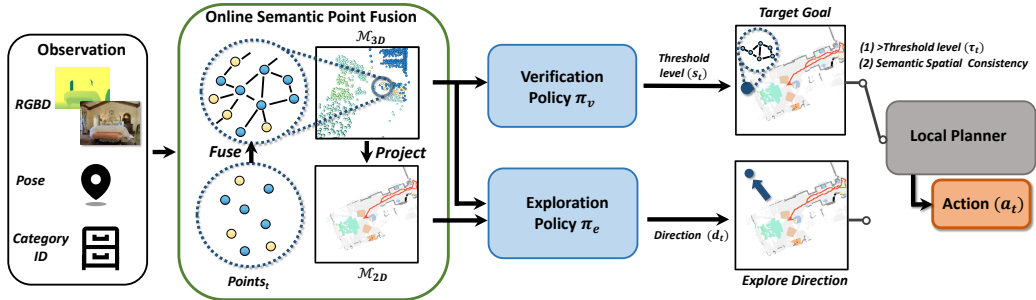 Observation
RGBD
Pose
Category
ID
Online Semantic Point Fusion
M3D
Fuse
Project
Pointst
M2D
Verification
Policy πv
Exploration
Policy πe
Threshold
level (st)
Direction (dt)
Target Goal
(1) >Threshold level (τt)
(2) Semantic Spatial Consistency
Explore Direction
Local Planner
Action (at)